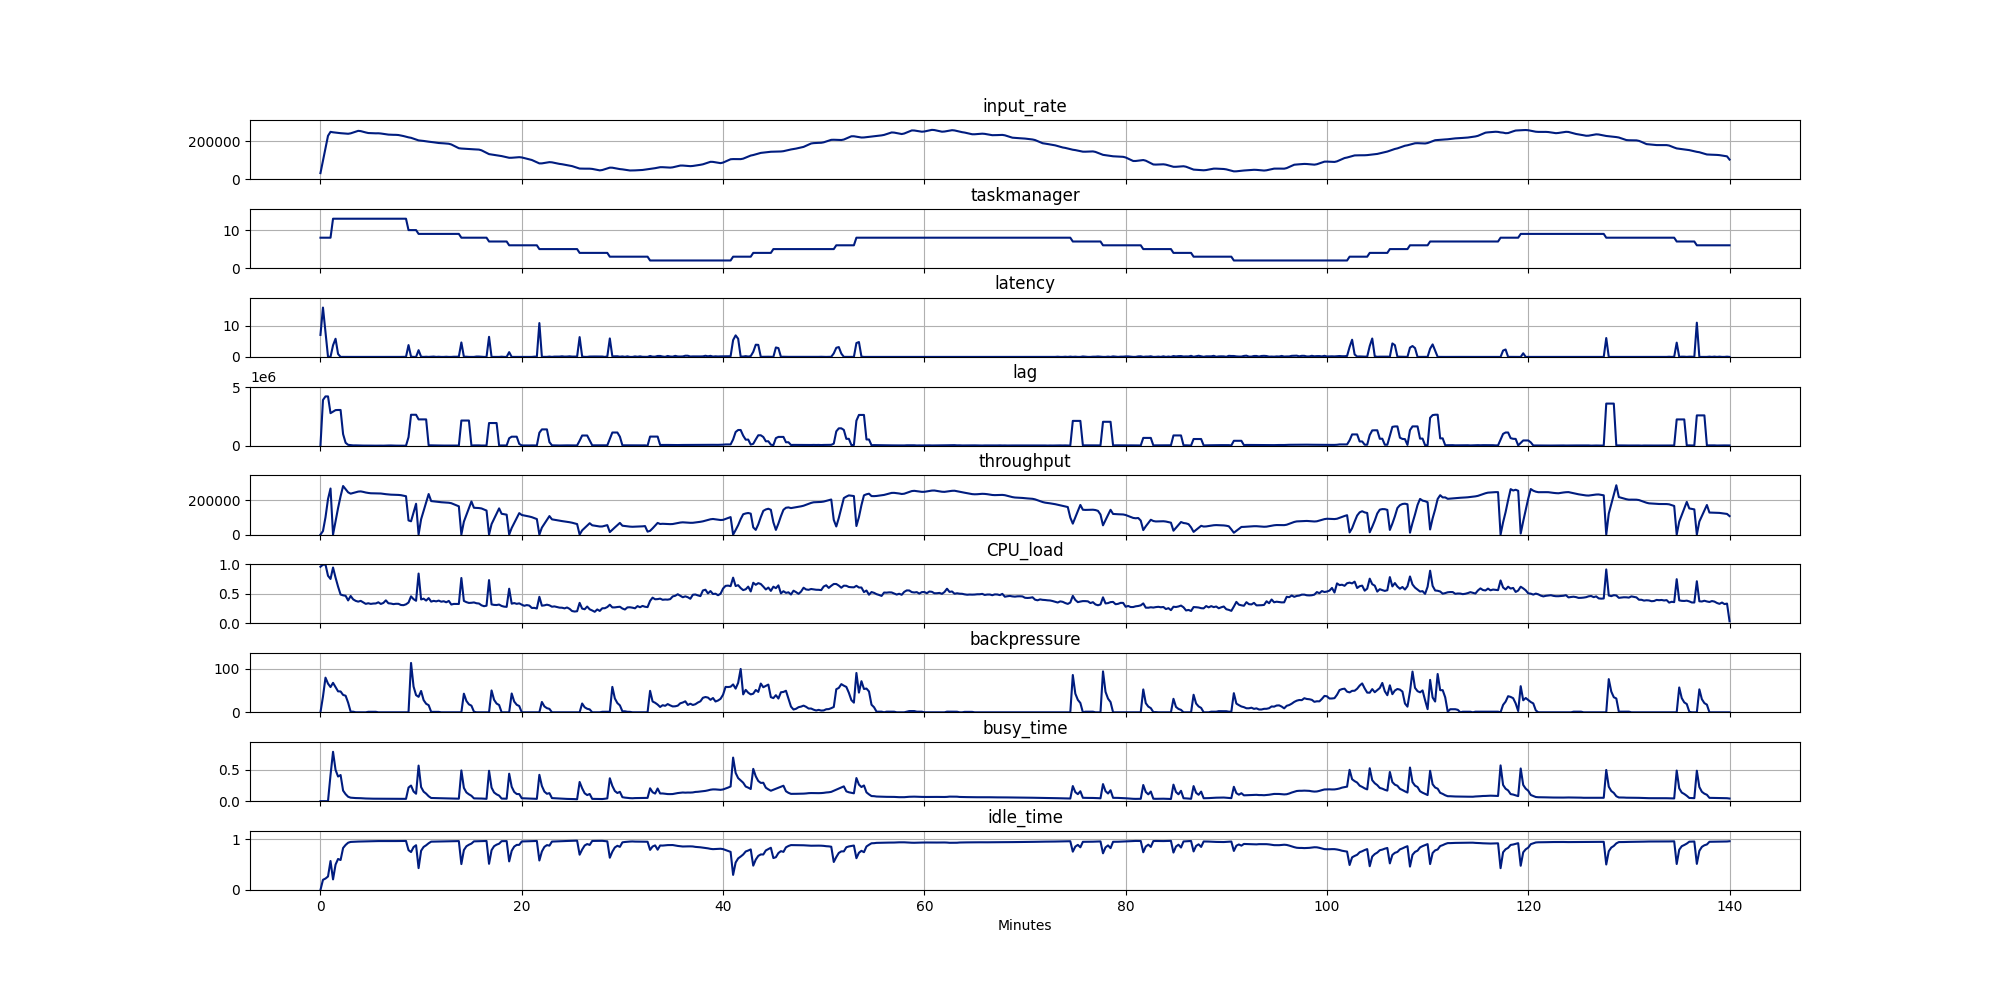 input_rate
200000
0
taskmanager
10
0
latency
10
0
1e6
lag
5
0
throughput
200000
0
CPU_load
1.0
0.5
0.0
backpressure
100
0
busy_time
0.5
0.0
idle_time
1
0
0 20 40 60 80 100 120 140
Minutes